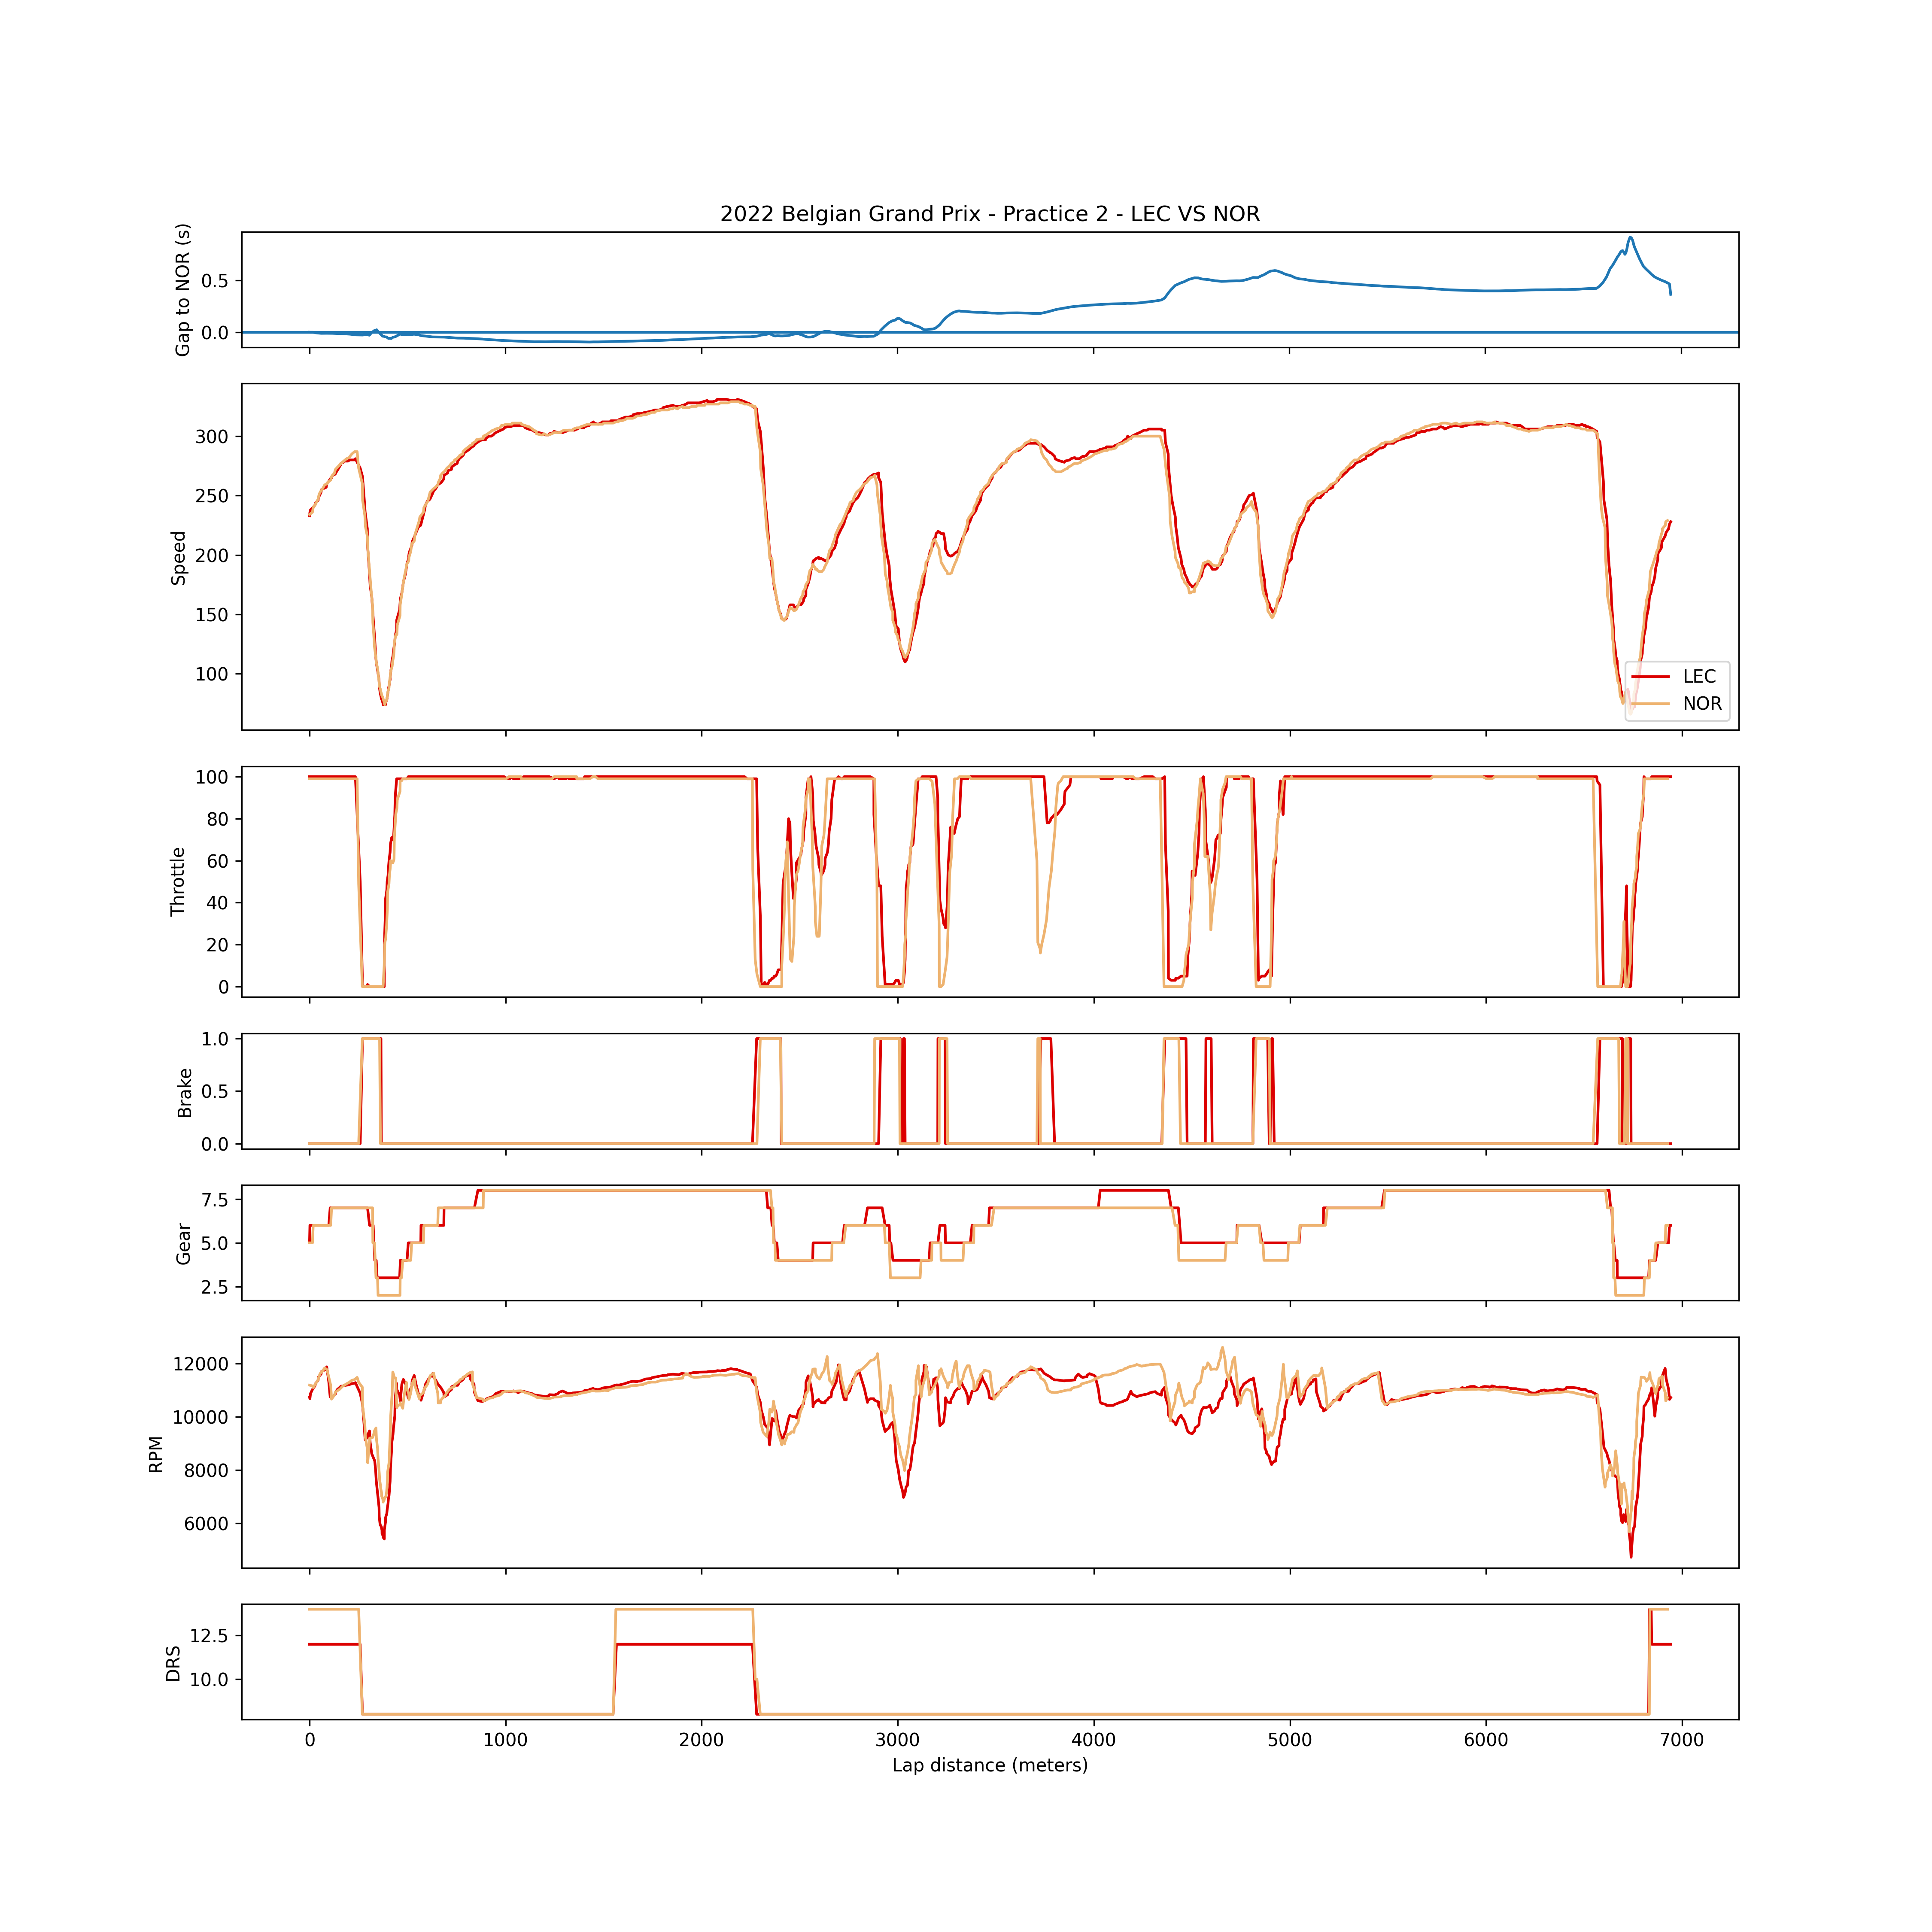 2022 Belgian Grand Prix - Practice 2 - LEC VS NOR
Gap to NOR (s)
0.5
0.0
Speed
300
250
200
150
100
LEC
NOR
Throttle
100
80
60
40
20
0
Brake
1.0
0.5
0.0
Gear
7.5
5.0
2.5
RPM
12000
10000
8000
6000
DRS
12.5
10.0
0 1000 2000 3000 4000 5000 6000 7000
Lap distance (meters)